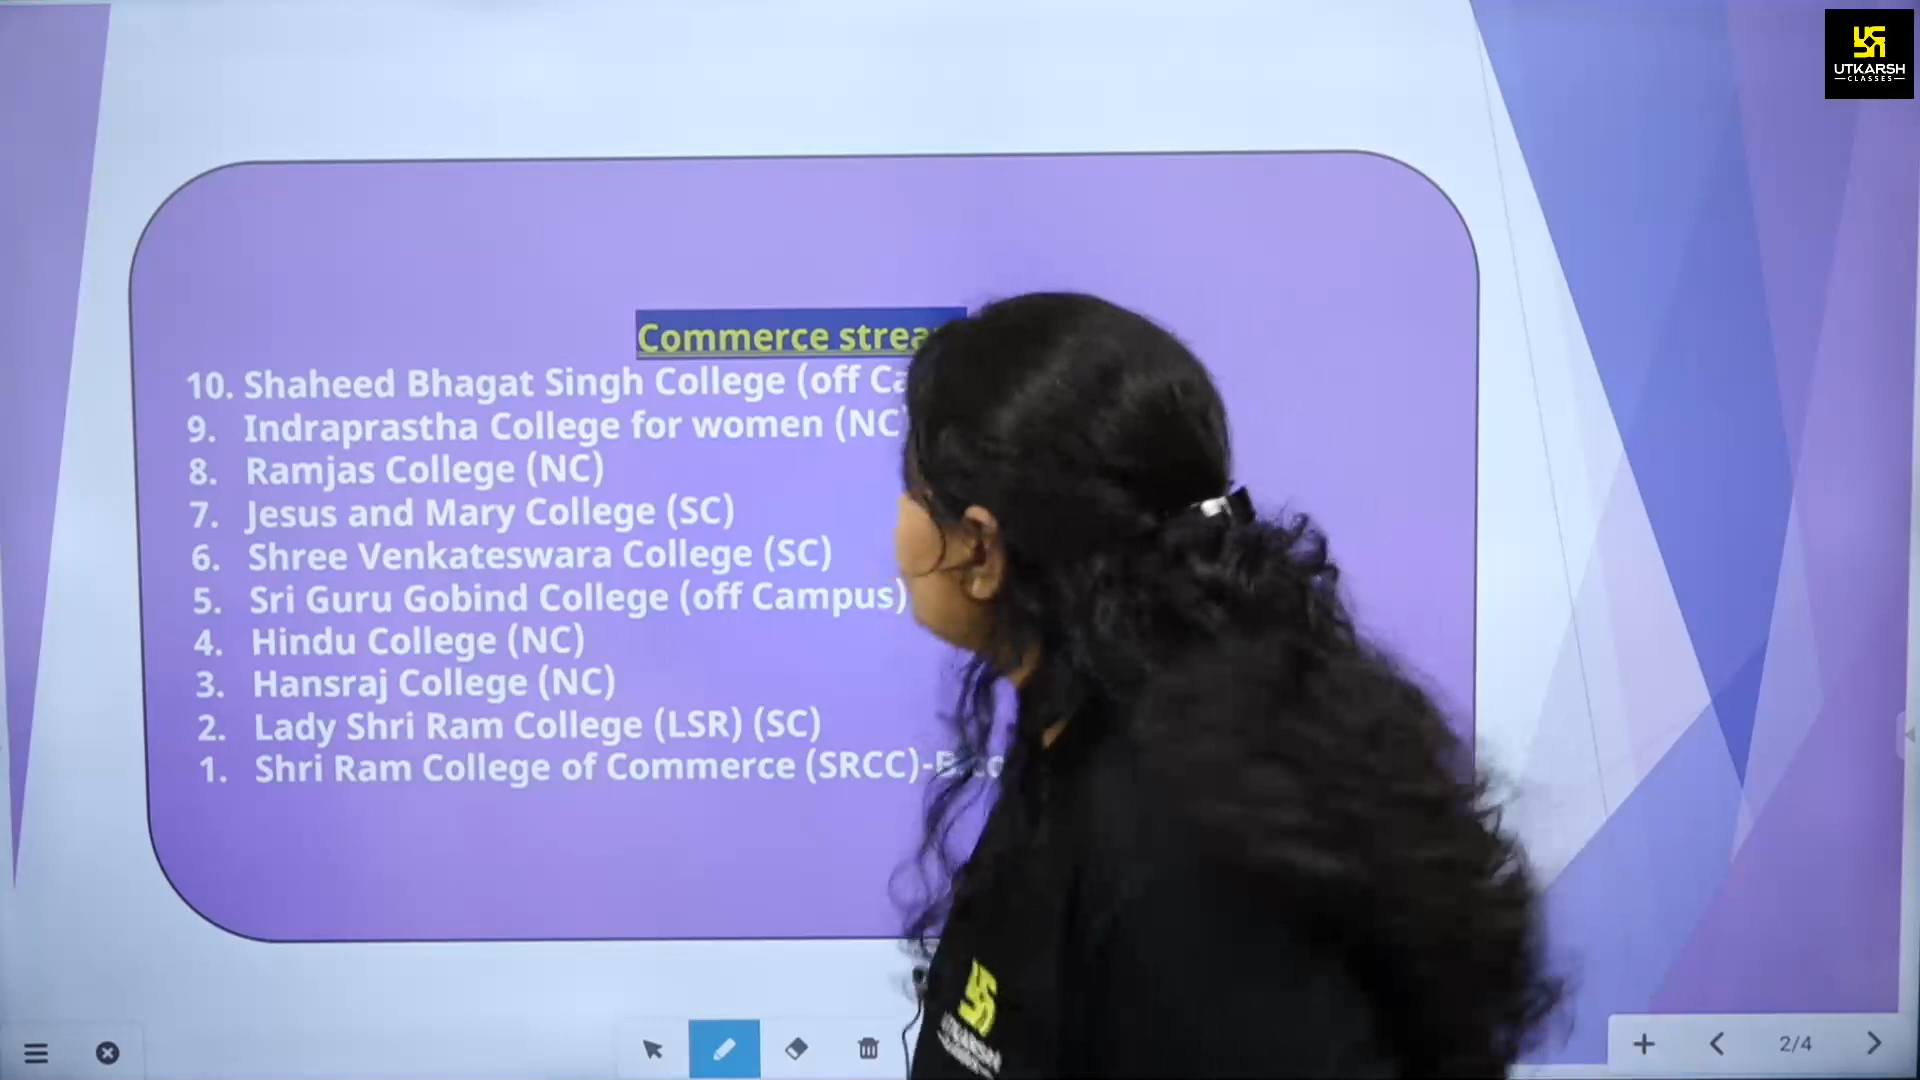 UTKARSH
CLASSES
Commerce
10. Shaheed Bhagat Singh College (off
9. Indraprastha College for women (NC)
8. Ramjas College (NC)
7. Jesus and Mary College (SC)
6. Shree Venkateswara College (SC)
5. Sri Guru Gobind College (off Campus)
4. Hindu College (NC)
3. Hansraj College (NC)
2. Lady Shri Ram College (LSR) (SC)
1. Shri Ram College of Commerce (SRCC)-
2/4